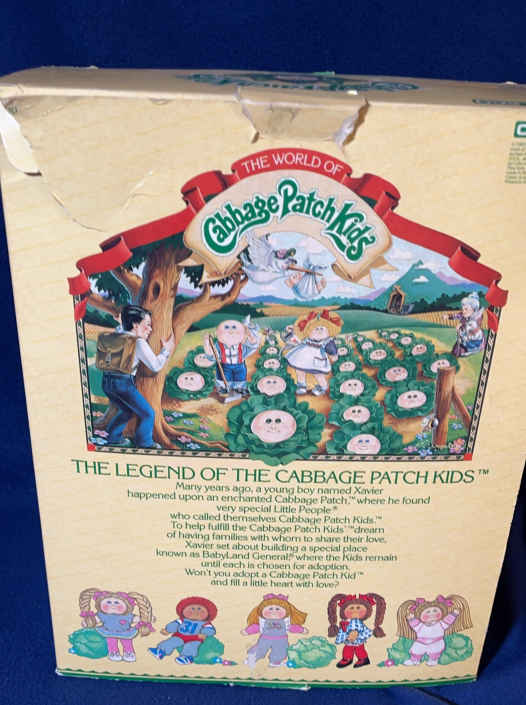 THE WORLD OF
Cabbage Patch Kids
THE LEGEND OF THE CABBAGE PATCH KIDS™
Many years ago, a young boy named Xavier
happened upon an enchanted Cabbage Patch,™ where he found
very special Little People®
who called themselves Cabbage Patch Kids.™
To help fulfill the Cabbage Patch Kids'™ dream
of having families with whom to share their love,
Xavier set about building a special place
known as BabyLand General,® where the Kids remain
until each is chosen for adoption.
Won't you adopt a Cabbage Patch Kid™
and fill a little heart with love?
31